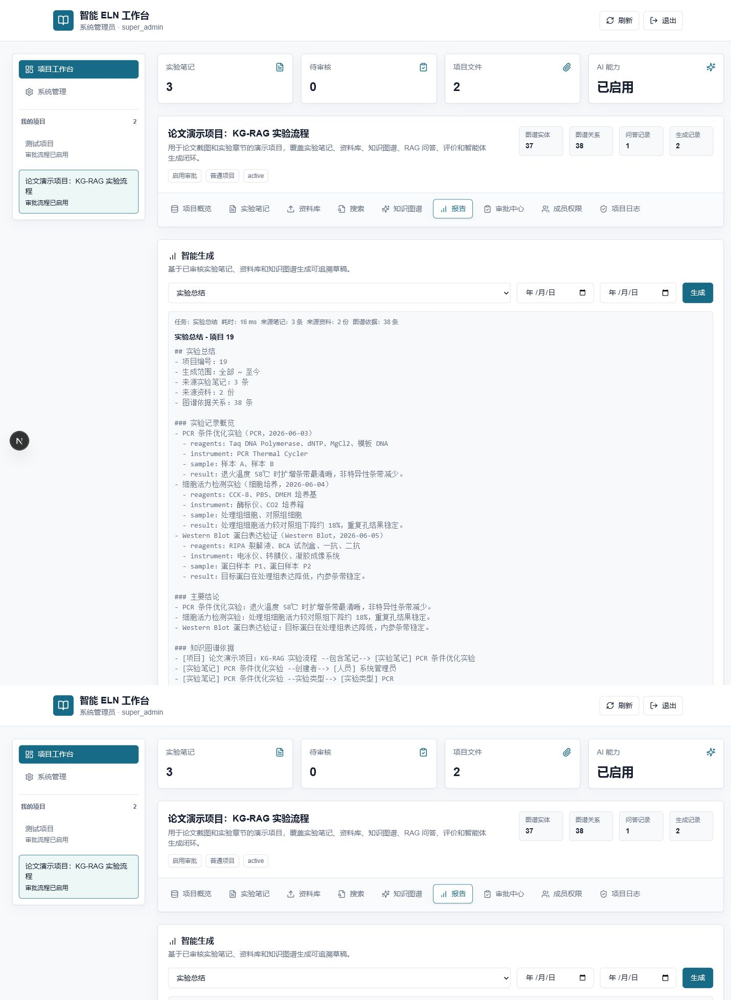 智能 ELN 工作台
系统管理员 · super_admin
刷新
退出
项目工作台
系统管理
我的项目 2
测试项目
审批流程已启用
论文演示项目：KG-RAG 实验流
程
审批流程已启用
实验笔记
3
待审核
0
项目文件
2
AI 能力
已启用
论文演示项目：KG-RAG 实验流程
用于论文截图和实验章节的演示项目，覆盖实验笔记、资料库、知识图谱、RAG 问答、评价和智能体
生成闭环。
启用审批 普通项目 active
图谱实体
37
图谱关系
38
问答记录
1
生成记录
2
项目概览 实验笔记 资料库 搜索 知识图谱 报告 审批中心 成员权限 项目日志
智能生成
基于已审核实验笔记、资料库和知识图谱生成可追溯草稿。
实验总结 年 /月/日 年 /月/日 生成
任务：实验总结 耗时：16 ms 来源笔记：3 条 来源资料：2 份 图谱依据：38 条
实验总结 - 项目 19
## 实验总结
- 项目编号：19
- 生成范围：全部 ~ 至今
- 来源实验笔记：3 条
- 来源资料：2 份
- 图谱依据关系：38 条
### 实验记录概览
- PCR 条件优化实验（PCR，2026-06-03）
- reagents：Taq DNA Polymerase、dNTP、MgCl2、模板 DNA
- instrument：PCR Thermal Cycler
- sample：样本 A、样本 B
- result：退火温度 58℃ 时扩增条带最清晰，非特异性条带减少。
- 细胞活力检测实验（细胞培养，2026-06-04）
- reagents：CCK-8、PBS、DMEM 培养基
- instrument：酶标仪、CO2 培养箱
- sample：处理组细胞、对照组细胞
- result：处理组细胞活力较对照组下降约 18%，重复孔结果稳定。
- Western Blot 蛋白表达验证（Western Blot，2026-06-05）
- reagents：RIPA 裂解液、BCA 试剂盒、一抗、二抗
- instrument：电泳仪、转膜仪、凝胶成像系统
- sample：蛋白样本 P1、蛋白样本 P2
- result：目标蛋白在处理组表达降低，内参条带稳定。
### 主要结论
- PCR 条件优化实验：退火温度 58℃ 时扩增条带最清晰，非特异性条带减少。
- 细胞活力检测实验：处理组细胞活力较对照组下降约 18%，重复孔结果稳定。
- Western Blot 蛋白表达验证：目标蛋白在处理组表达降低，内参条带稳定。
### 知识图谱依据
- [项目] 论文演示项目：KG-RAG 实验流程 --包含笔记--> [实验笔记] PCR 条件优化实验
- [实验笔记] PCR 条件优化实验 --创建者--> [人员] 系统管理员
- [实验笔记] PCR 条件优化实验 --实验类型--> [实验类型] PCR
N
智能 ELN 工作台
系统管理员 · super_admin
刷新
退出
项目工作台
系统管理
我的项目 2
测试项目
审批流程已启用
论文演示项目：KG-RAG 实验流
程
审批流程已启用
实验笔记
3
待审核
0
项目文件
2
AI 能力
已启用
论文演示项目：KG-RAG 实验流程
用于论文截图和实验章节的演示项目，覆盖实验笔记、资料库、知识图谱、RAG 问答、评价和智能体
生成闭环。
启用审批 普通项目 active
图谱实体
37
图谱关系
38
问答记录
1
生成记录
2
项目概览 实验笔记 资料库 搜索 知识图谱 报告 审批中心 成员权限 项目日志
智能生成
基于已审核实验笔记、资料库和知识图谱生成可追溯草稿。
实验总结 年 /月/日 年 /月/日 生成